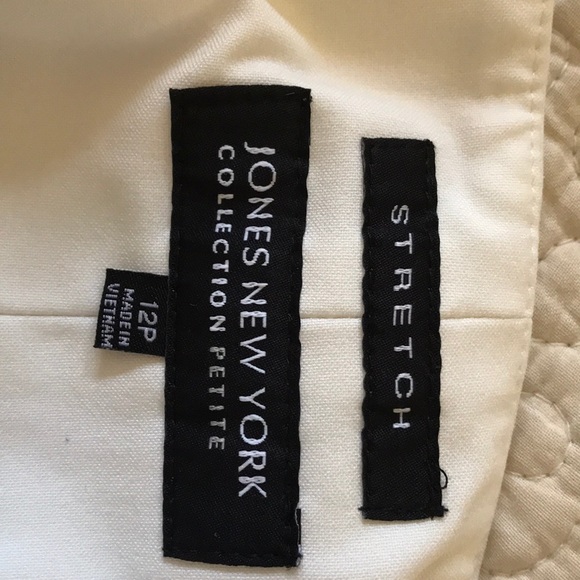 STRETCH
JONES NEW YORK
COLLECTION PETITE
12P
MADE IN
VIETNAM